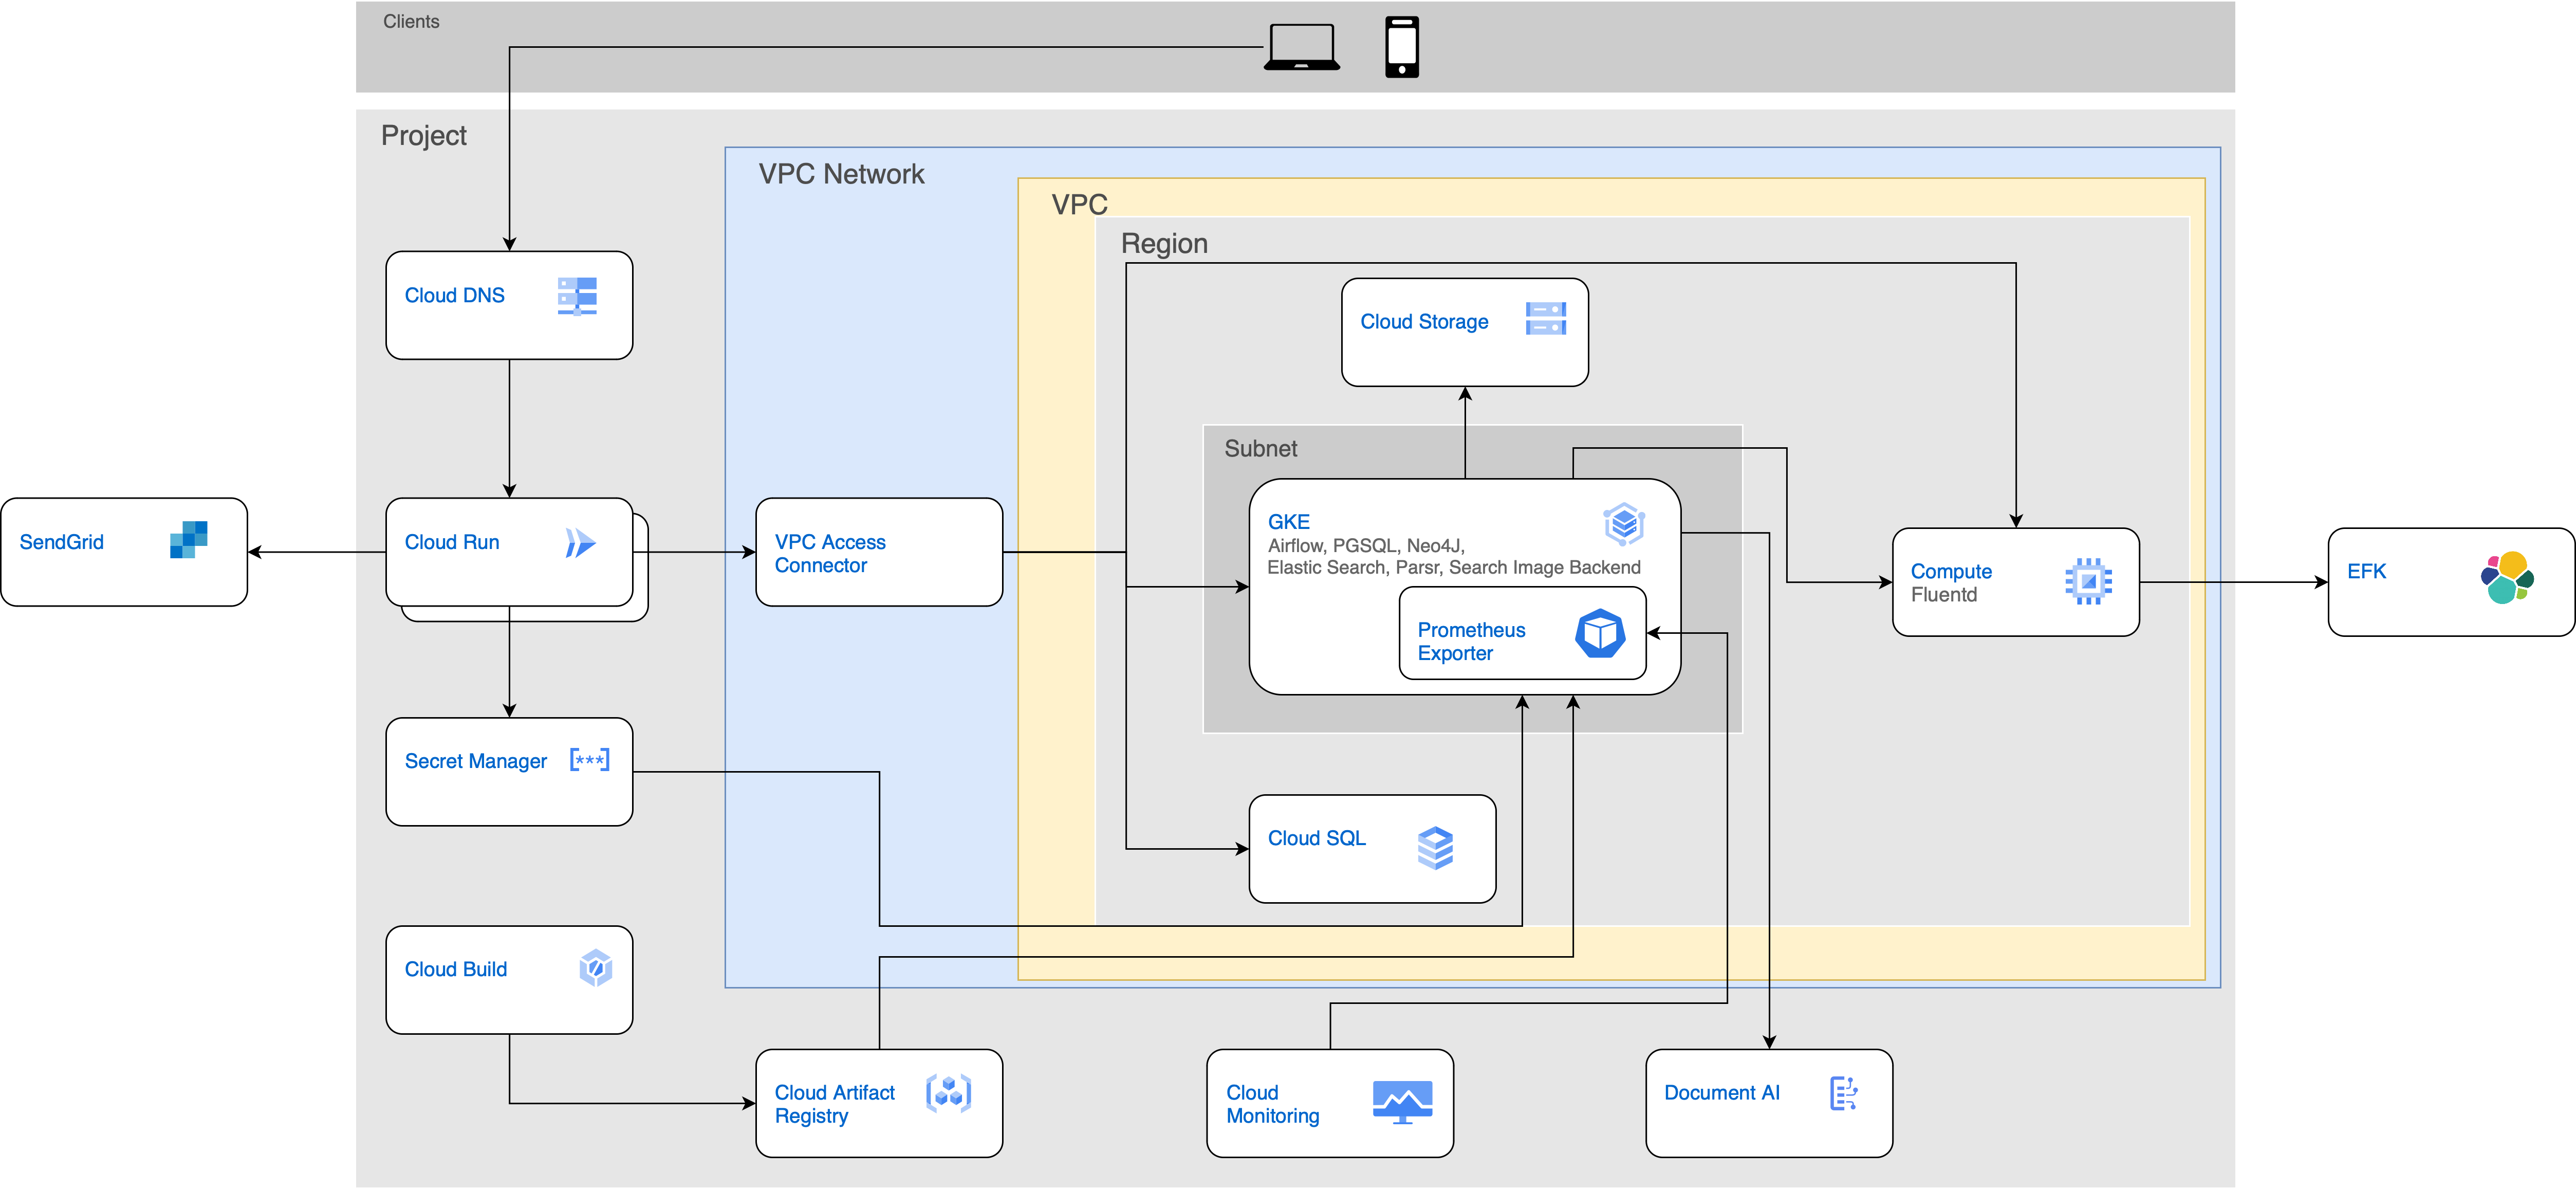 Clients
Project
VPC Network
VPC
Region
Cloud DNS
Cloud Storage
Subnet
SendGrid
Cloud Run
VPC Access
Connector
GKE
Airflow, PGSQL, Neo4J,
Elastic Search, Parsr, Search Image Backend
Prometheus
Exporter
Compute
Fluentd
EFK
Secret Manager
[***]
Cloud SQL
Cloud Build
Cloud Artifact
Registry
Cloud
Monitoring
Document AI